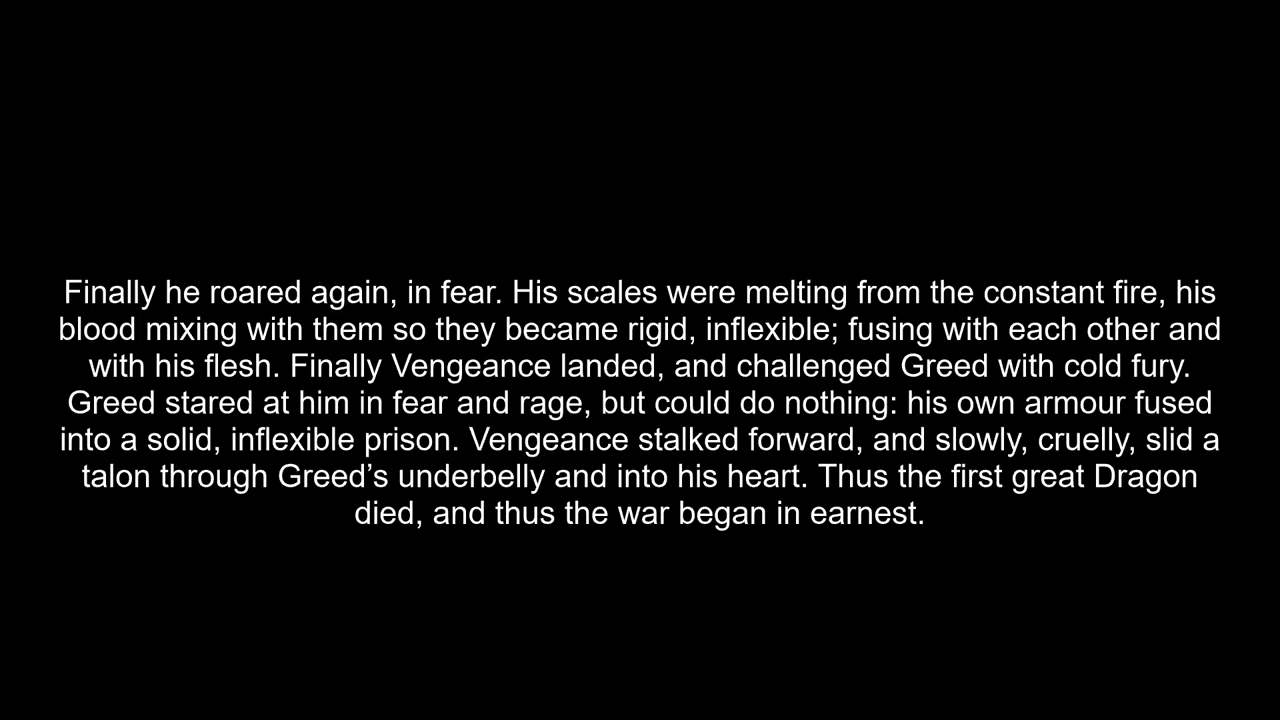 Finally he roared again, in fear. His scales were melting from the constant fire, his
blood mixing with them so they became rigid, inflexible; fusing with each other and
with his flesh. Finally Vengeance landed, and challenged Greed with cold fury.
Greed stared at him in fear and rage, but could do nothing: his own armour fused
into a solid, inflexible prison. Vengeance stalked forward, and slowly, cruelly, slid a
talon through Greed’s underbelly and into his heart. Thus the first great Dragon
died, and thus the war began in earnest.